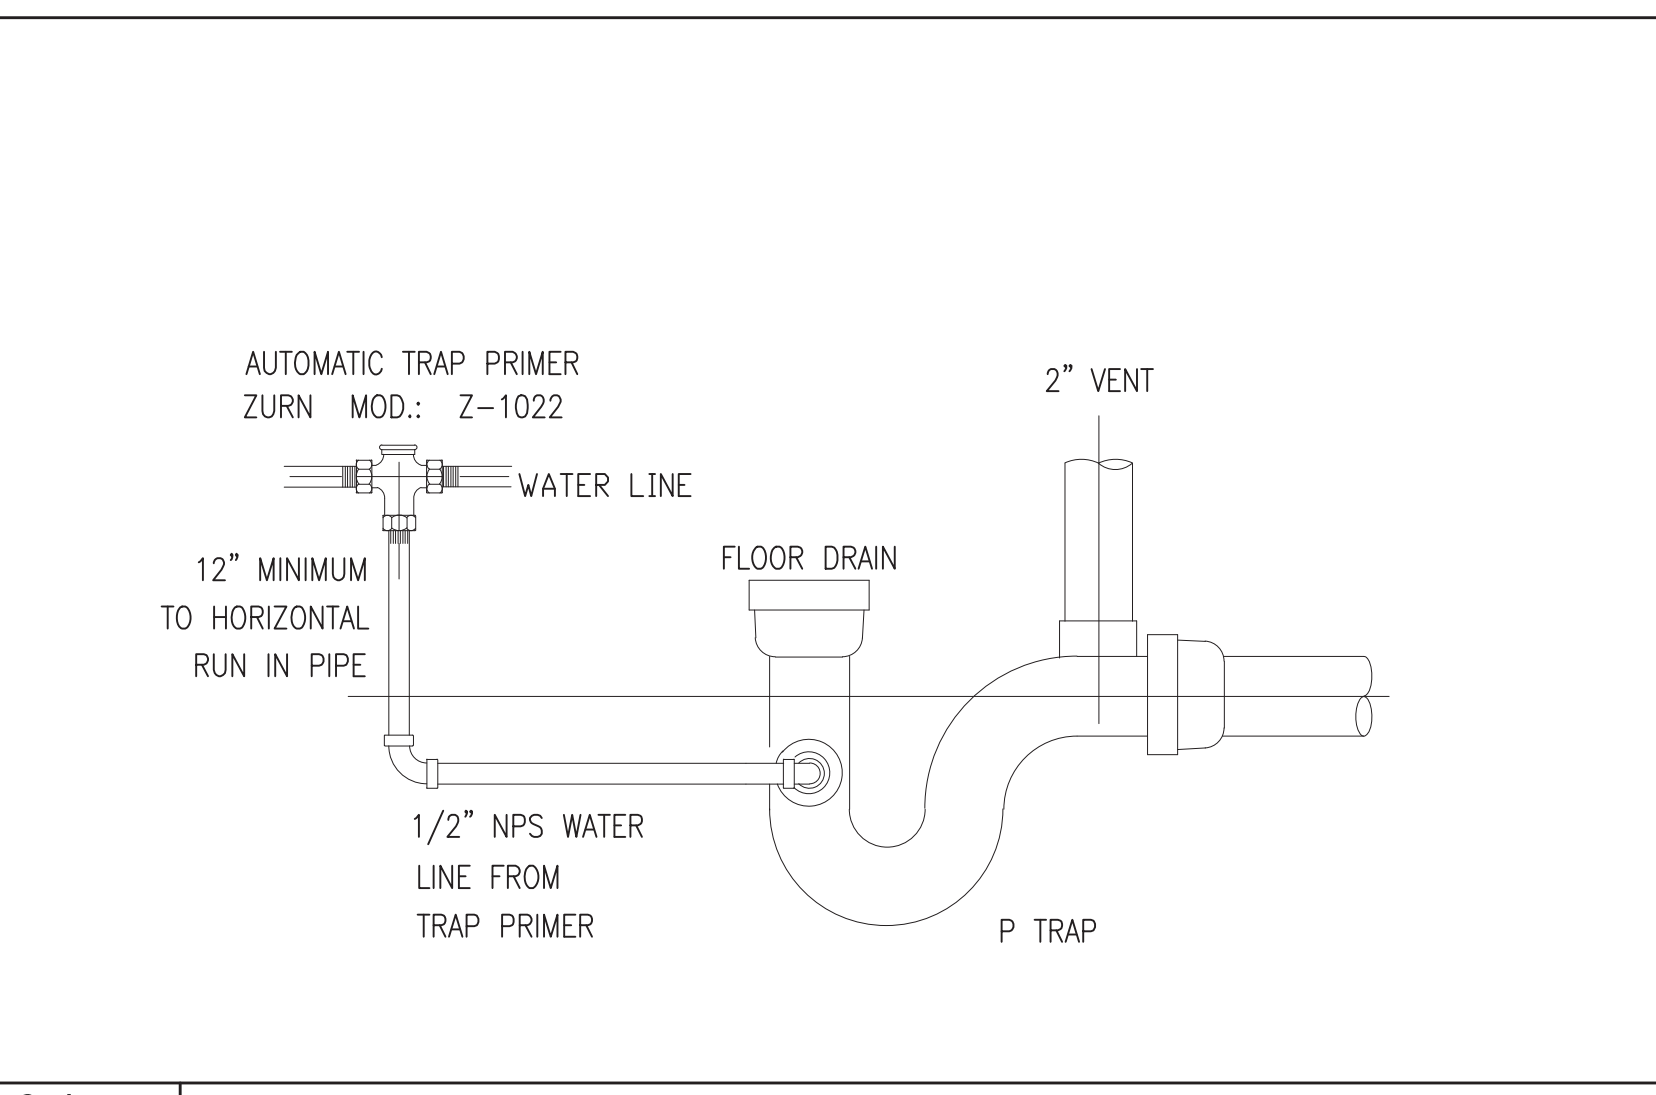 AUTOMATIC TRAP PRIMER
ZURN MOD.: Z-1022
2” VENT
WATER LINE
12” MINIMUM
TO HORIZONTAL
RUN IN PIPE
FLOOR DRAIN
1/2” NPS WATER
LINE FROM
TRAP PRIMER
P TRAP